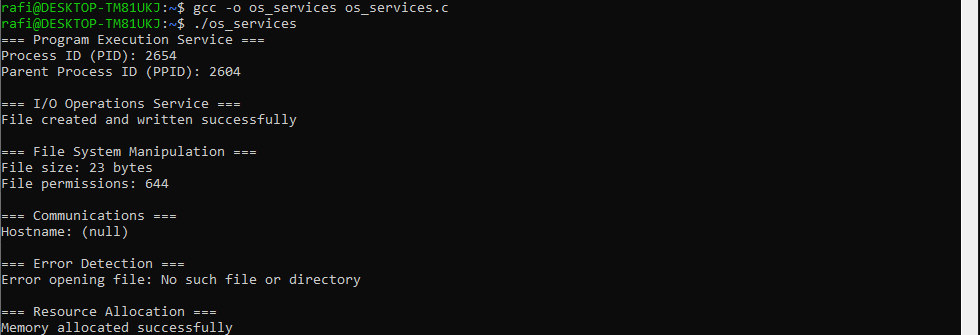 rafi@DESKTOP-TM81UKJ:~$ gcc -o os_services os_services.c
rafi@DESKTOP-TM81UKJ:~$ ./os_services
=== Program Execution Service ===
Process ID (PID): 2654
Parent Process ID (PPID): 2604

=== I/O Operations Service ===
File created and written successfully

=== File System Manipulation ===
File size: 23 bytes
File permissions: 644

=== Communications ===
Hostname: (null)

=== Error Detection ===
Error opening file: No such file or directory

=== Resource Allocation ===
Memory allocated successfully